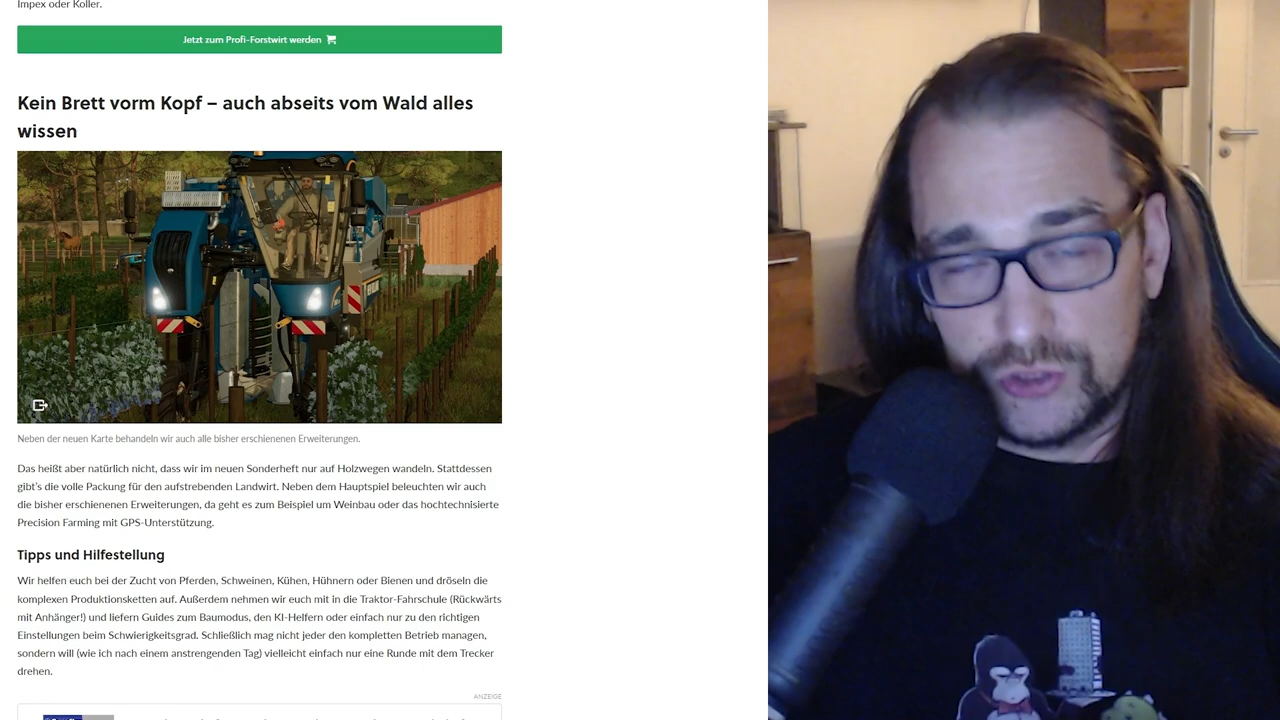 Impex oder Koller.
Jetzt zum Profi-Forstwirt werden
Kein Brett vorm Kopf – auch abseits vom Wald alles
wissen
Neben der neuen Karte behandeln wir auch alle bisher erschienenen Erweiterungen.
Das heißt aber natürlich nicht, dass wir im neuen Sonderheft nur auf Holzwegen wandeln. Stattdessen
gibt's die volle Packung für den aufstrebenden Landwirt. Neben dem Hauptspiel beleuchten wir auch
die bisher erschienenen Erweiterungen, da geht es zum Beispiel um Weinbau oder das hochtechnisierte
Precision Farming mit GPS-Unterstützung.
Tipps und Hilfestellung
Wir helfen euch bei der Zucht von Pferden, Schweinen, Kühen, Hühnern oder Bienen und dröseln die
komplexen Produktionsketten auf. Außerdem nehmen wir euch mit in die Traktor-Fahrschule (Rückwärts
mit Anhänger!) und liefern Guides zum Baumodus, den KI-Helfern oder einfach nur zu den richtigen
Einstellungen beim Schwierigkeitsgrad. Schließlich mag nicht jeder den kompletten Betrieb managen,
sondern will (wie ich nach einem anstrengenden Tag) vielleicht einfach nur eine Runde mit dem Trecker
drehen.
ANZEIGE